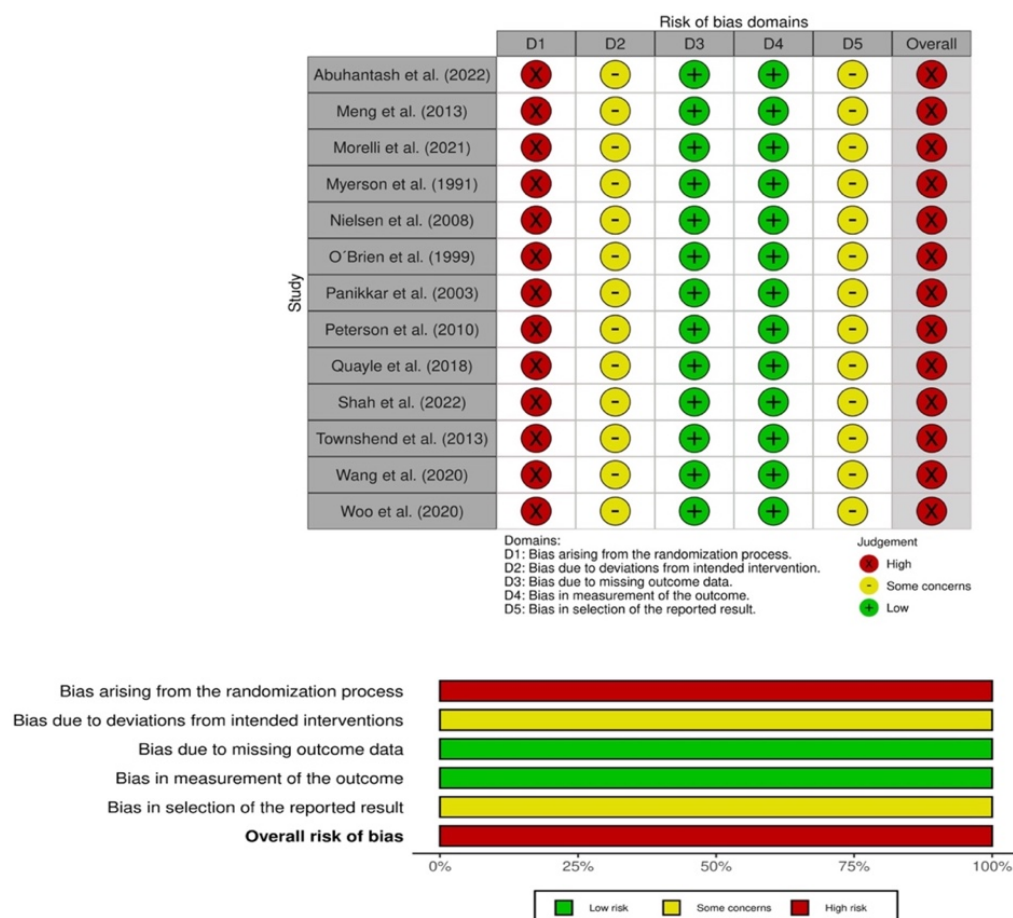 Risk of bias domains
D1 D2 D3 D4 D5 Overall
Study
Abuhantash et al. (2022) X - + + - X
Meng et al. (2013) X - + + - X
Morelli et al. (2021) X - + + - X
Myerson et al. (1991) X - + + - X
Nielsen et al. (2008) X - + + - X
O´Brien et al. (1999) X - + + - X
Panikkar et al. (2003) X - + + - X
Peterson et al. (2010) X - + + - X
Quayle et al. (2018) X - + + - X
Shah et al. (2022) X - + + - X
Townshend et al. (2013) X - + + - X
Wang et al. (2020) X - + + - X
Woo et al. (2020) X - + + - X
Domains:
D1: Bias arising from the randomization process.
D2: Bias due to deviations from intended intervention.
D3: Bias due to missing outcome data.
D4: Bias in measurement of the outcome.
D5: Bias in selection of the reported result.
Judgement
X High
- Some concerns
+ Low
Bias arising from the randomization process
Bias due to deviations from intended interventions
Bias due to missing outcome data
Bias in measurement of the outcome
Bias in selection of the reported result
Overall risk of bias
0% 25% 50% 75% 100%
Low risk Some concerns High risk